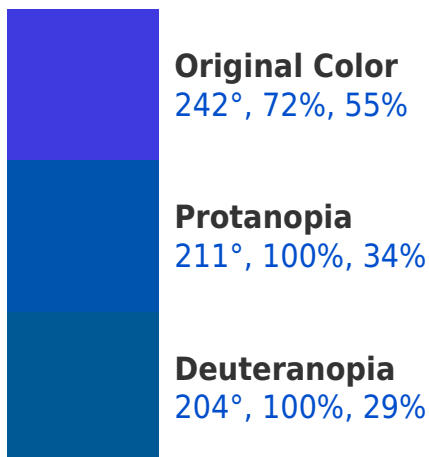 Original Color
242°, 72%, 55%
Protanopia
211°, 100%, 34%
Deuteranopia
204°, 100%, 29%